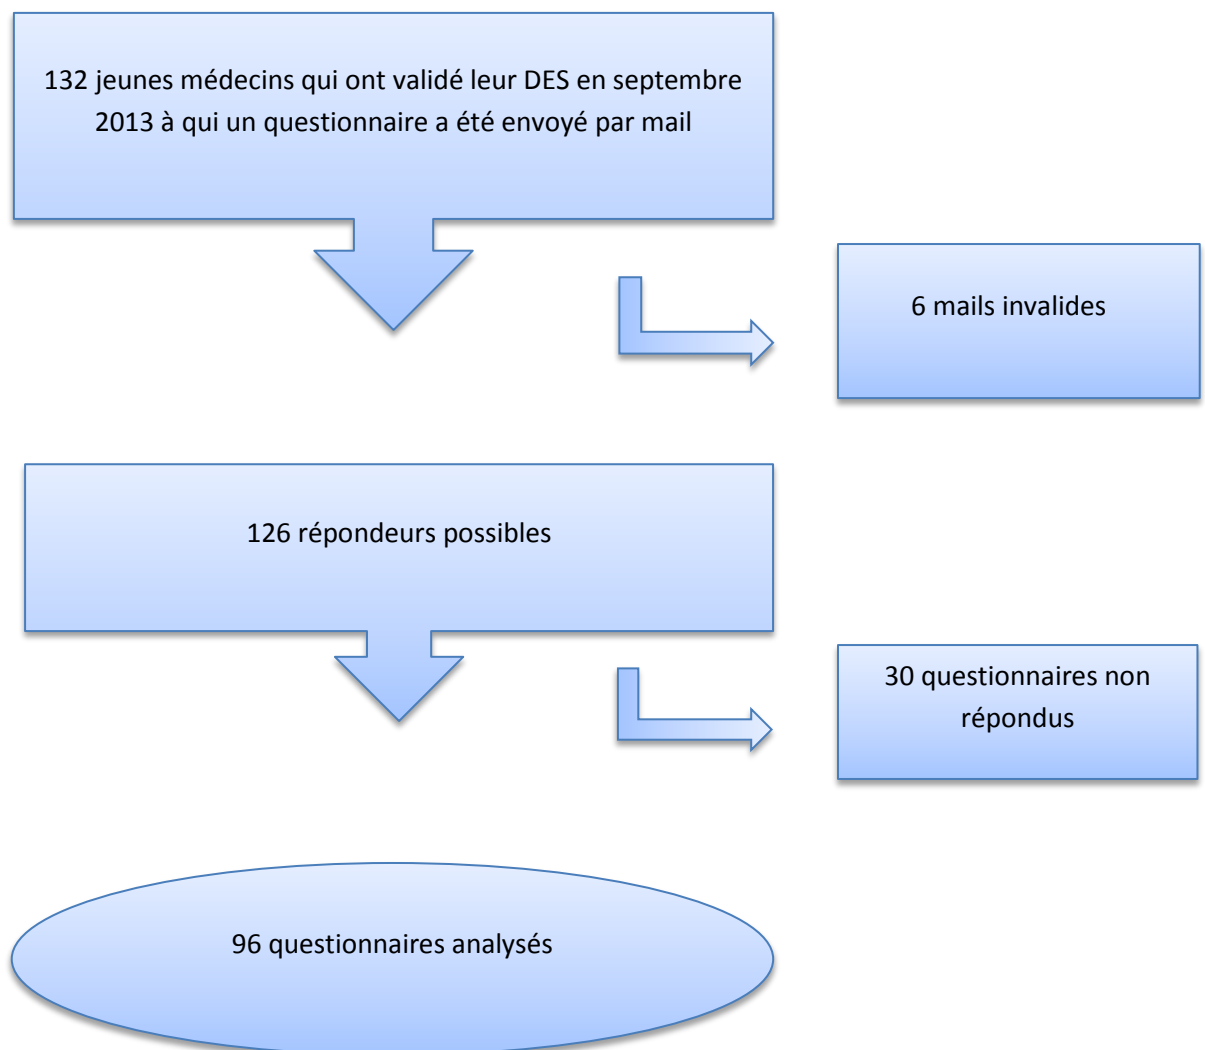 132 jeunes médecins qui ont validé leur DES en septembre
2013 à qui un questionnaire a été envoyé par mail
6 mails invalides
126 répondeurs possibles
30 questionnaires non
répondus
96 questionnaires analysés